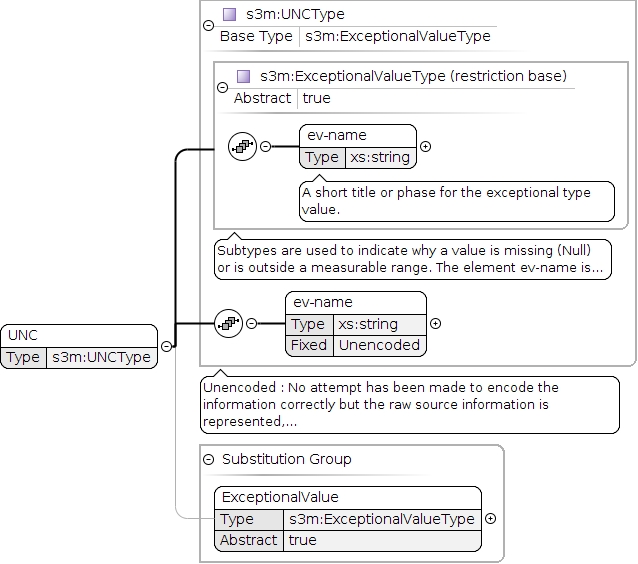 s3m:UNCType
Base Type s3m:ExceptionalValueType
s3m:ExceptionalValueType (restriction base)
Abstract true
ev-name
Type xs:string
A short title or phase for the exceptional type
value.
Subtypes are used to indicate why a value is missing (Null)
or is outside a measurable range. The element ev-name is...
ev-name
Type xs:string
Fixed Unencoded
UNC
Type s3m:UNCType
Unencoded : No attempt has been made to encode the
information correctly but the raw source information is
represented,...
Substitution Group
ExceptionalValue
Type s3m:ExceptionalValueType
Abstract true